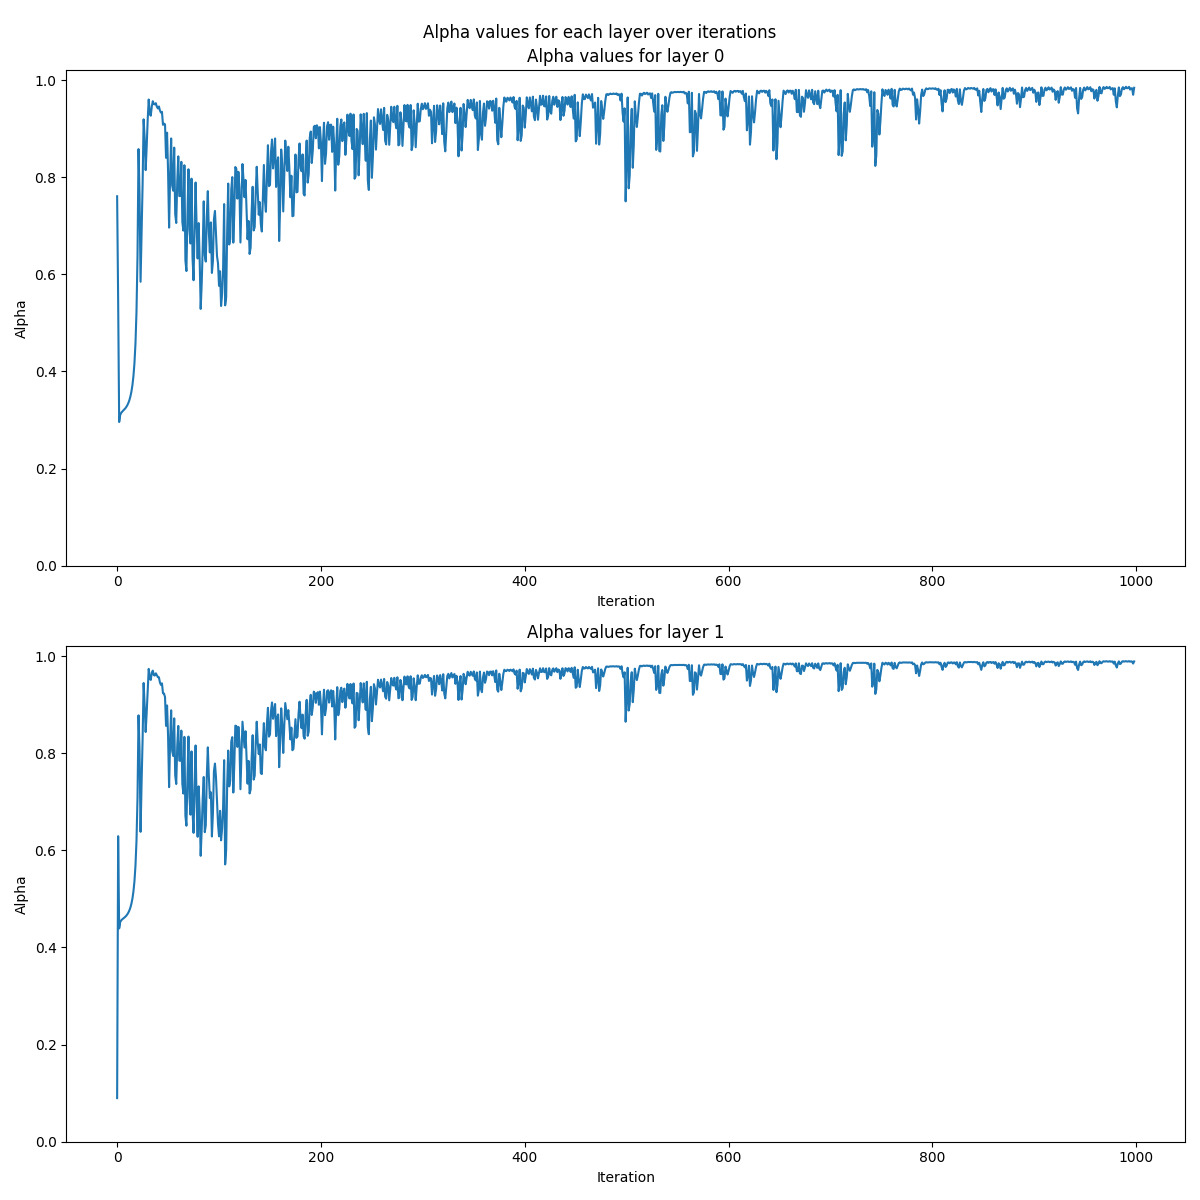 Alpha values for each layer over iterations
Alpha values for layer 0
1.0
0.8
0.6
0.4
0.2
0.0
Alpha
0 200 400 600 800 1000
Iteration
Alpha values for layer 1
1.0
0.8
0.6
0.4
0.2
0.0
Alpha
0 200 400 600 800 1000
Iteration